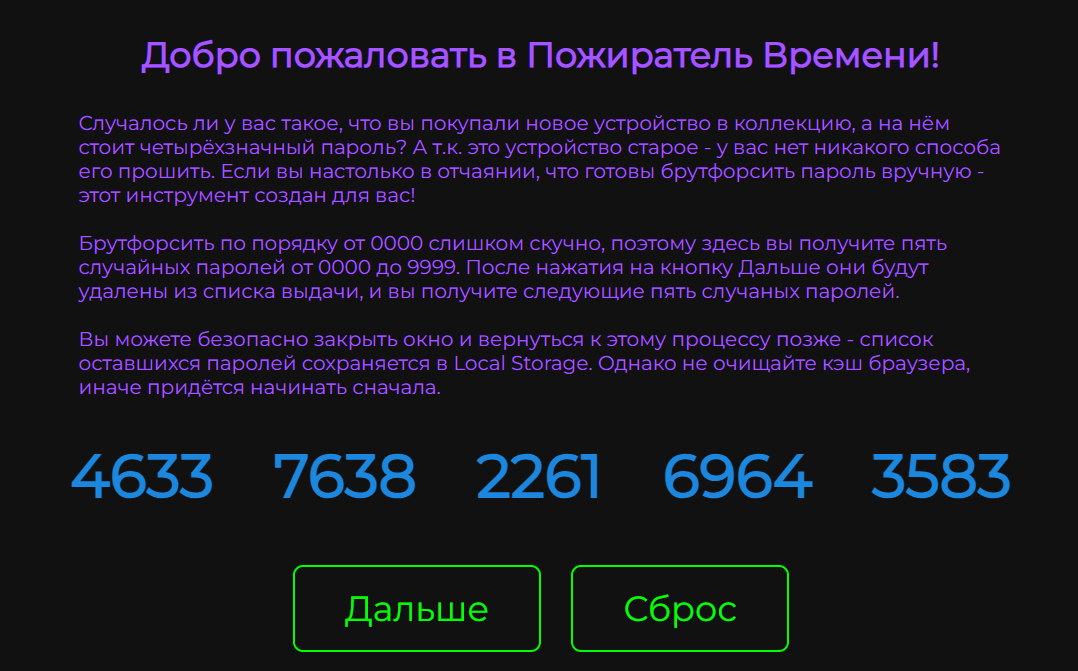 Добро пожаловать в Пожиратель Времени!
Случалось ли у вас такое, что вы покупали новое устройство в коллекцию, а на нём
стоит четырёхзначный пароль? А т.к. это устройство старое - у вас нет никакого способа
его прошить. Если вы настолько в отчаянии, что готовы брутфорсить пароль вручную -
этот инструмент создан для вас!
Брутфорсить по порядку от 0000 слишком скучно, поэтому здесь вы получите пять
случайных паролей от 0000 до 9999. После нажатия на кнопку Дальше они будут
удалены из списка выдачи, и вы получите следующие пять случаных паролей.
Вы можете безопасно закрыть окно и вернуться к этому процессу позже - список
оставшихся паролей сохраняется в Local Storage. Однако не очищайте кэш браузера,
иначе придётся начинать сначала.
4633 7638 2261 6964 3583
Дальше Сброс